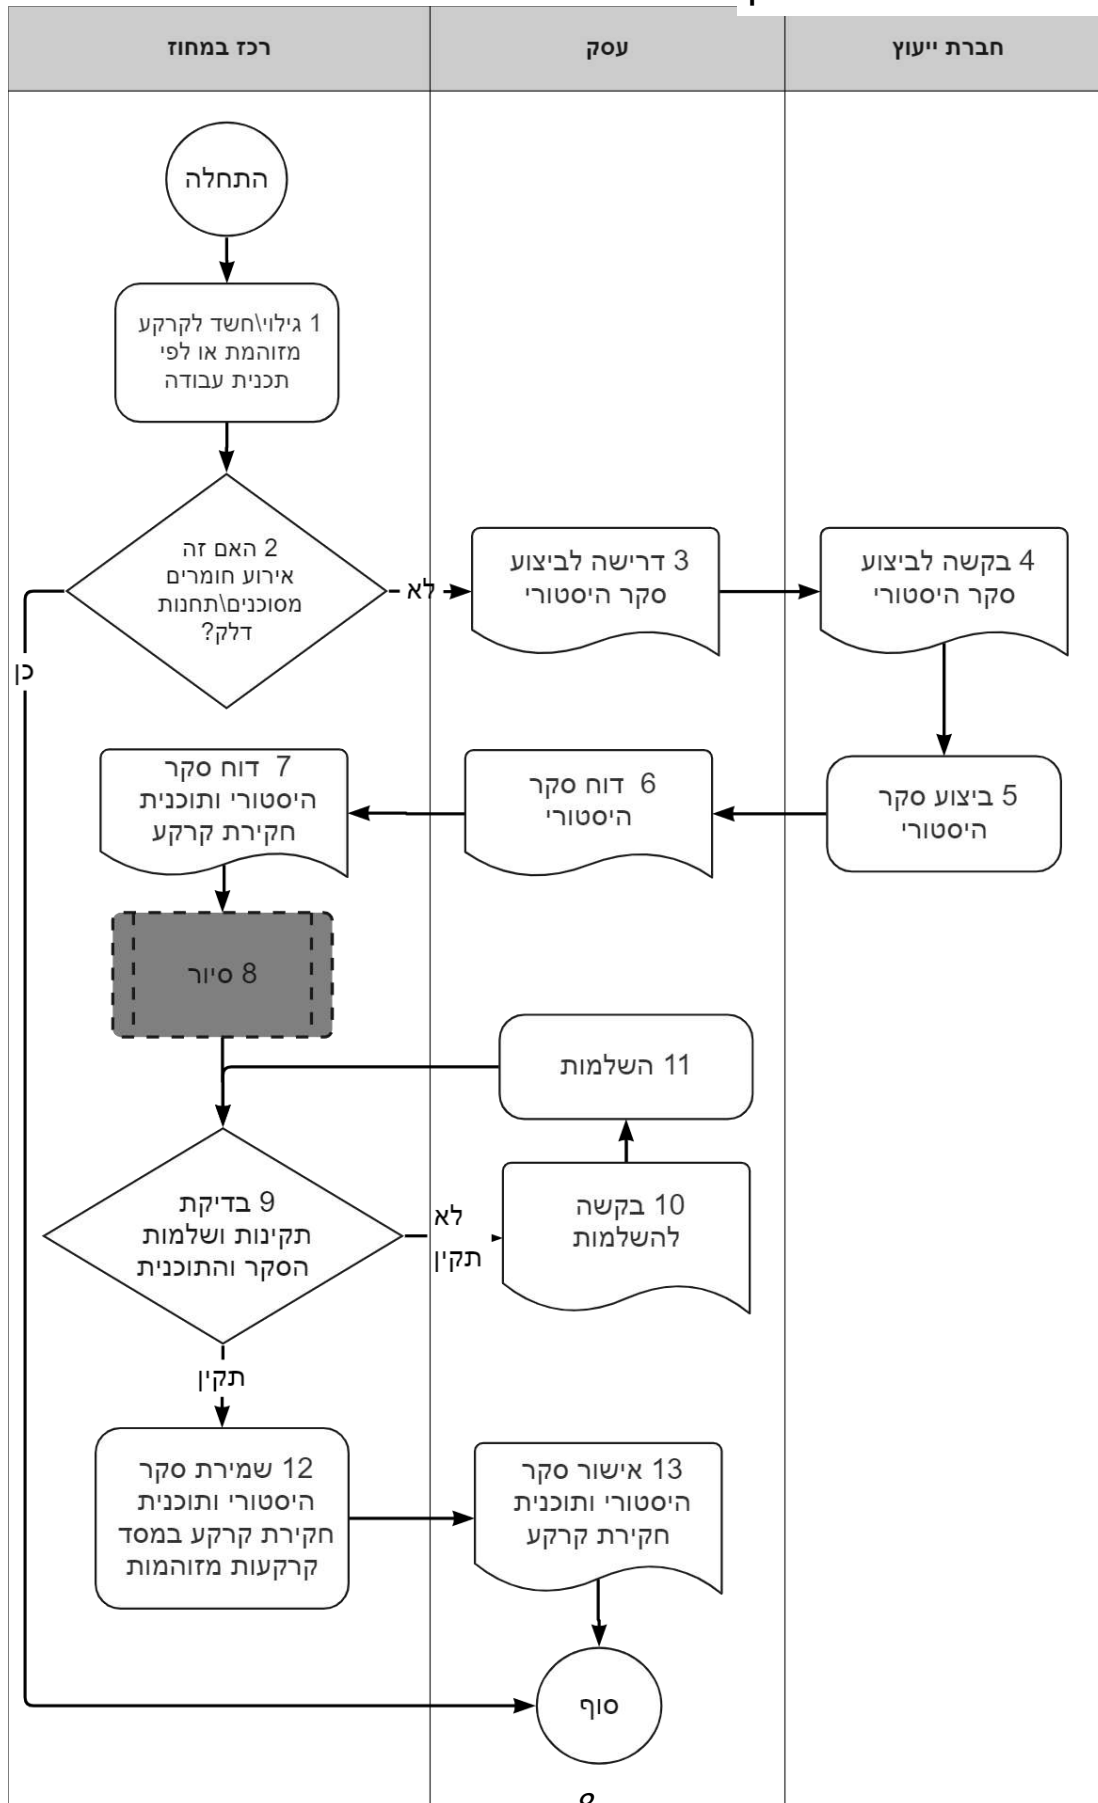 חברת ייעוץ
עסק
רכז במחוז
התחלה
1 גילוי\חשד לקרקע
מזוהמת או לפי
תכנית עבודה
2 האם זה
אירוע חומרים
מסוכנים\תחנות
דלק?
לא
כן
3 דרישה לביצוע
סקר היסטורי
4 בקשה לביצוע
סקר היסטורי
5 ביצוע סקר
היסטורי
6 דוח סקר
היסטורי
7 דוח סקר
היסטורי ותוכנית
חקירת קרקע
8 סיור
9 בדיקת
תקינות ושלמות
הסקר והתוכנית
לא
תקין
10 בקשה
להשלמות
11 השלמות
תקין
12 שמירת סקר
היסטורי ותוכנית
חקירת קרקע במסד
קרקעות מזוהמות
13 אישור סקר
היסטורי ותוכנית
חקירת קרקע
סוף